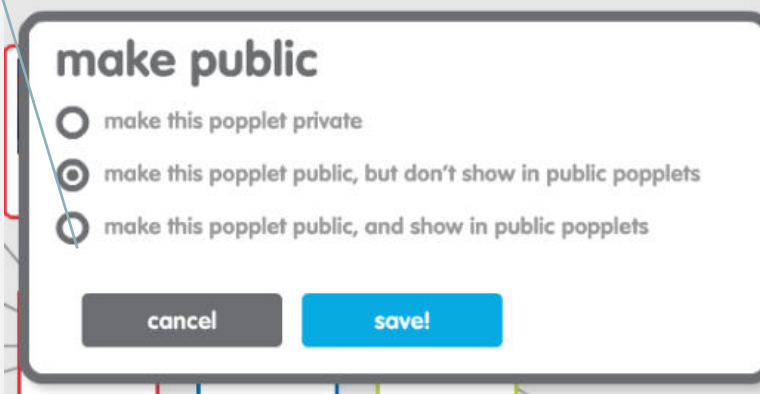 make public
make this popplet private
make this popplet public, but don't show in public popplets
make this popplet public, and show in public popplets
cancel
save!